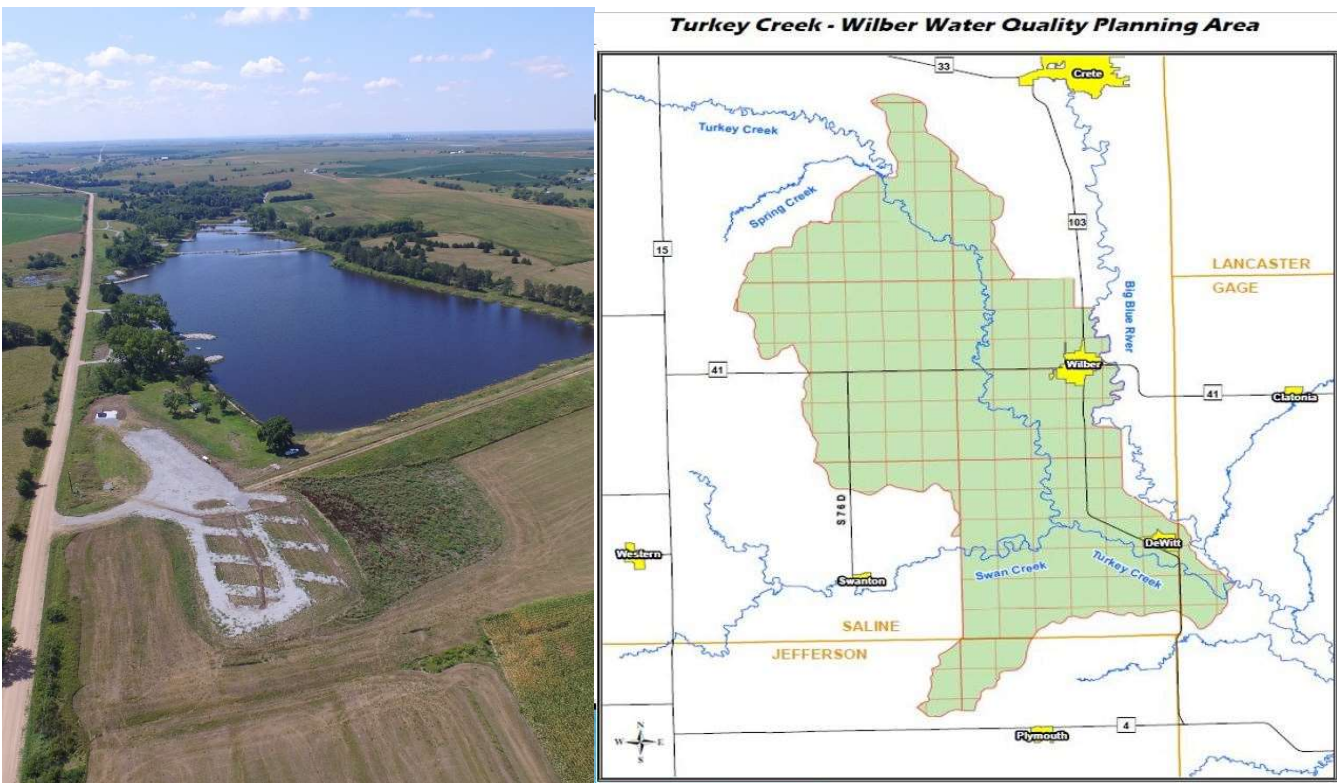 Turkey Creek - Wilber Water Quality Planning Area
33
Crete
Turkey Creek
Spring Creek
103
15
LANCASTER
GAGE
Big Blue River
41
Wilber
41
Clatonia
S76D
Western
Swanton
Swan Creek
DeWitt
Turkey Creek
SALINE
JEFFERSON
N
W E
S
Plymouth
4